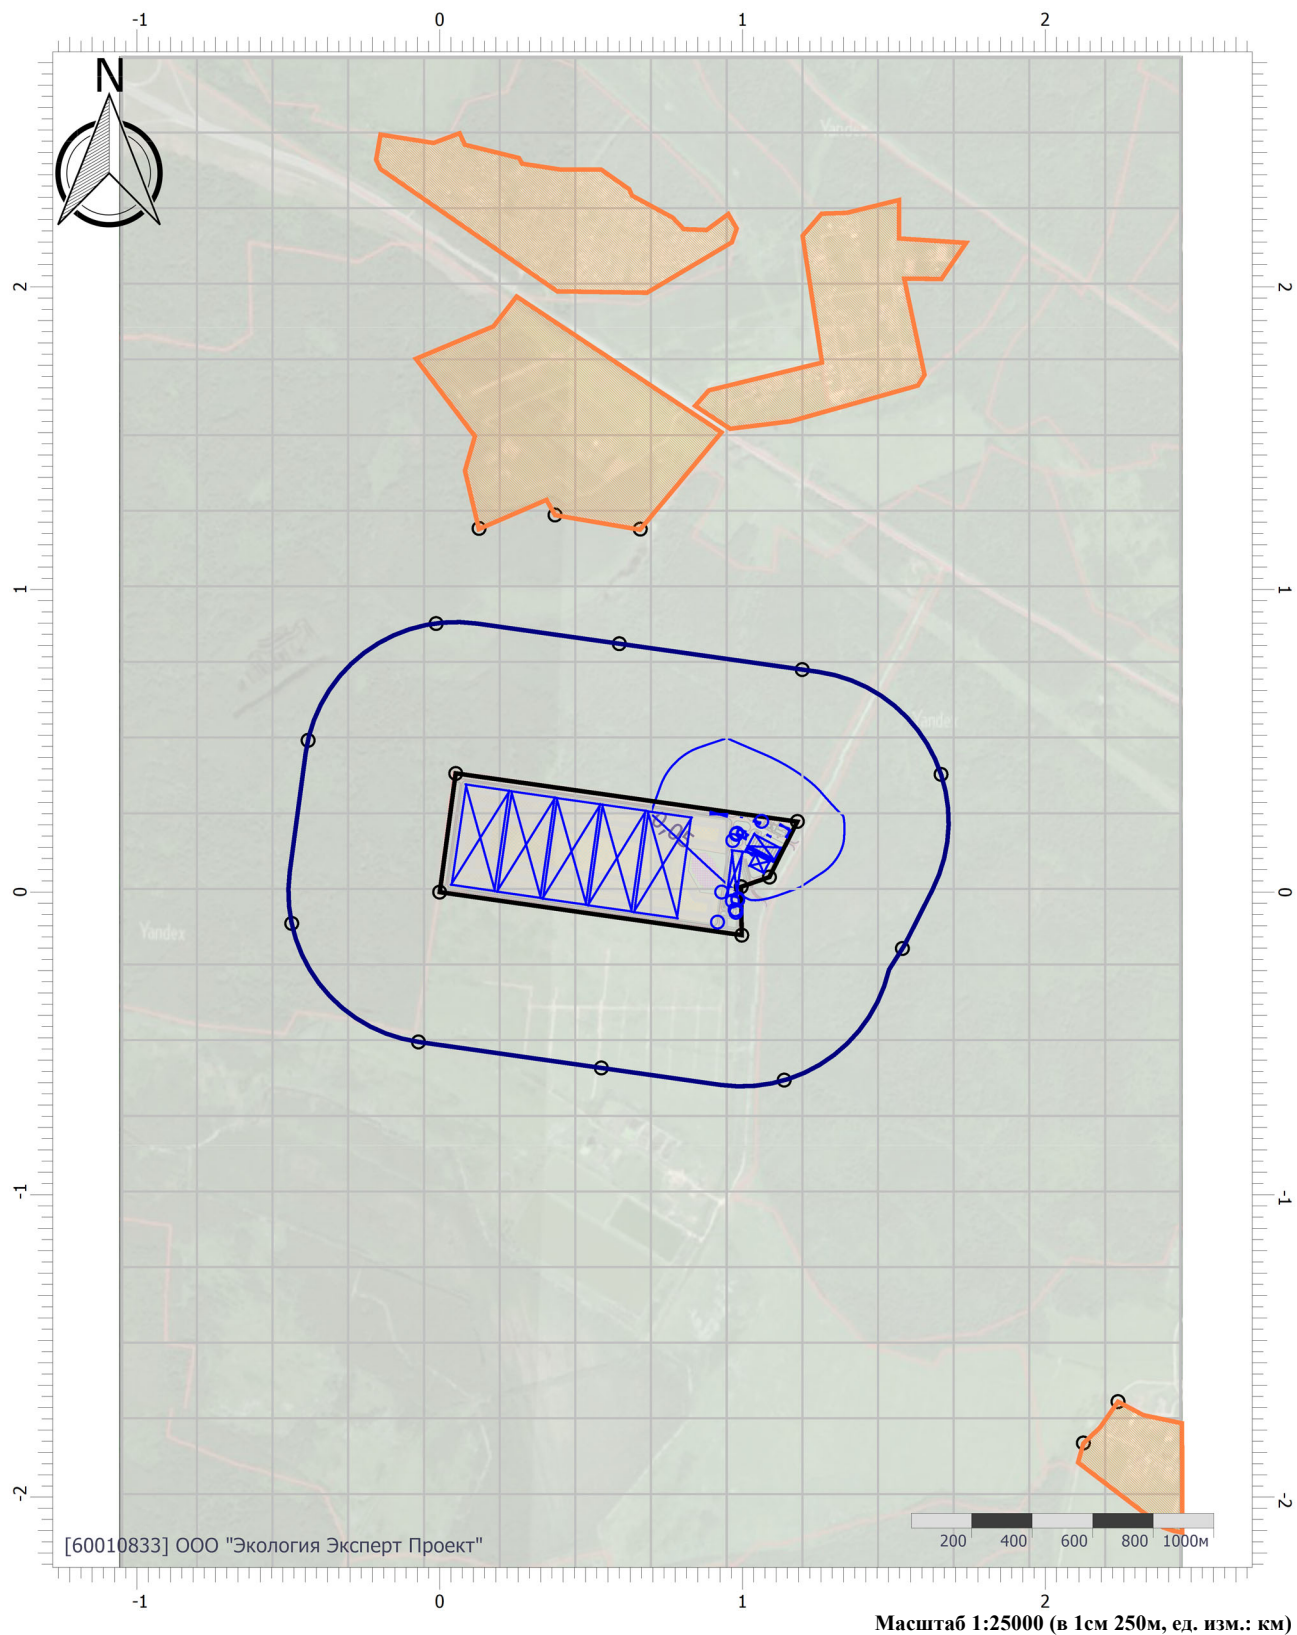 -1 0 1 2
N
Yandex
2 2
1 1
Yandex
0,05
0 0
Yandex
-1 -1
-2 -2
200 400 600 800 1000м
[60010833] ООО "Экология Эксперт Проект"
-1 0 1 2
Масштаб 1:25000 (в 1см 250м, ед. изм.: км)